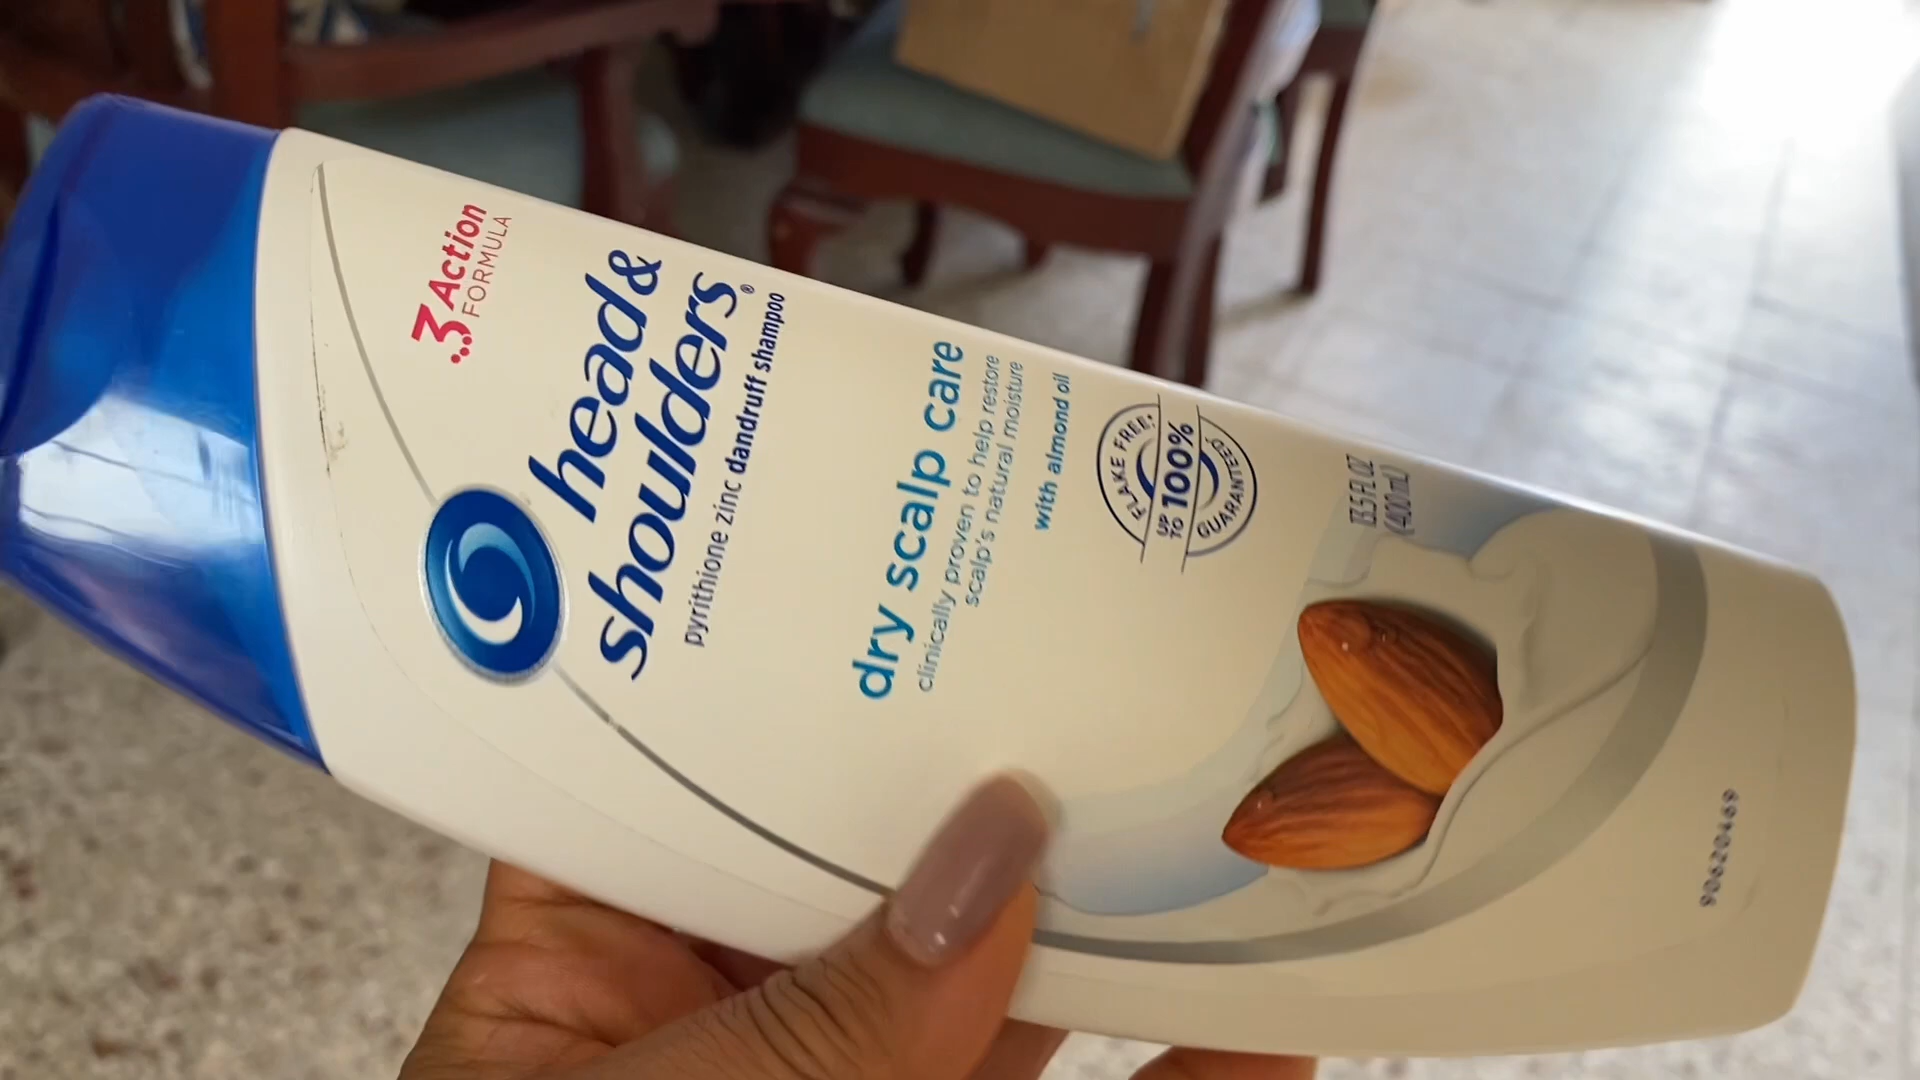 3 Action
FORMULA
head &
shoulders®
pyrithione zinc dandruff shampoo
dry scalp care
clinically proven to help restore
scalp's natural moisture
with almond oil
FLAKE FREE,
UP TO 100%
GUARANTEED
13.5 FL OZ
(400 mL)
90620469